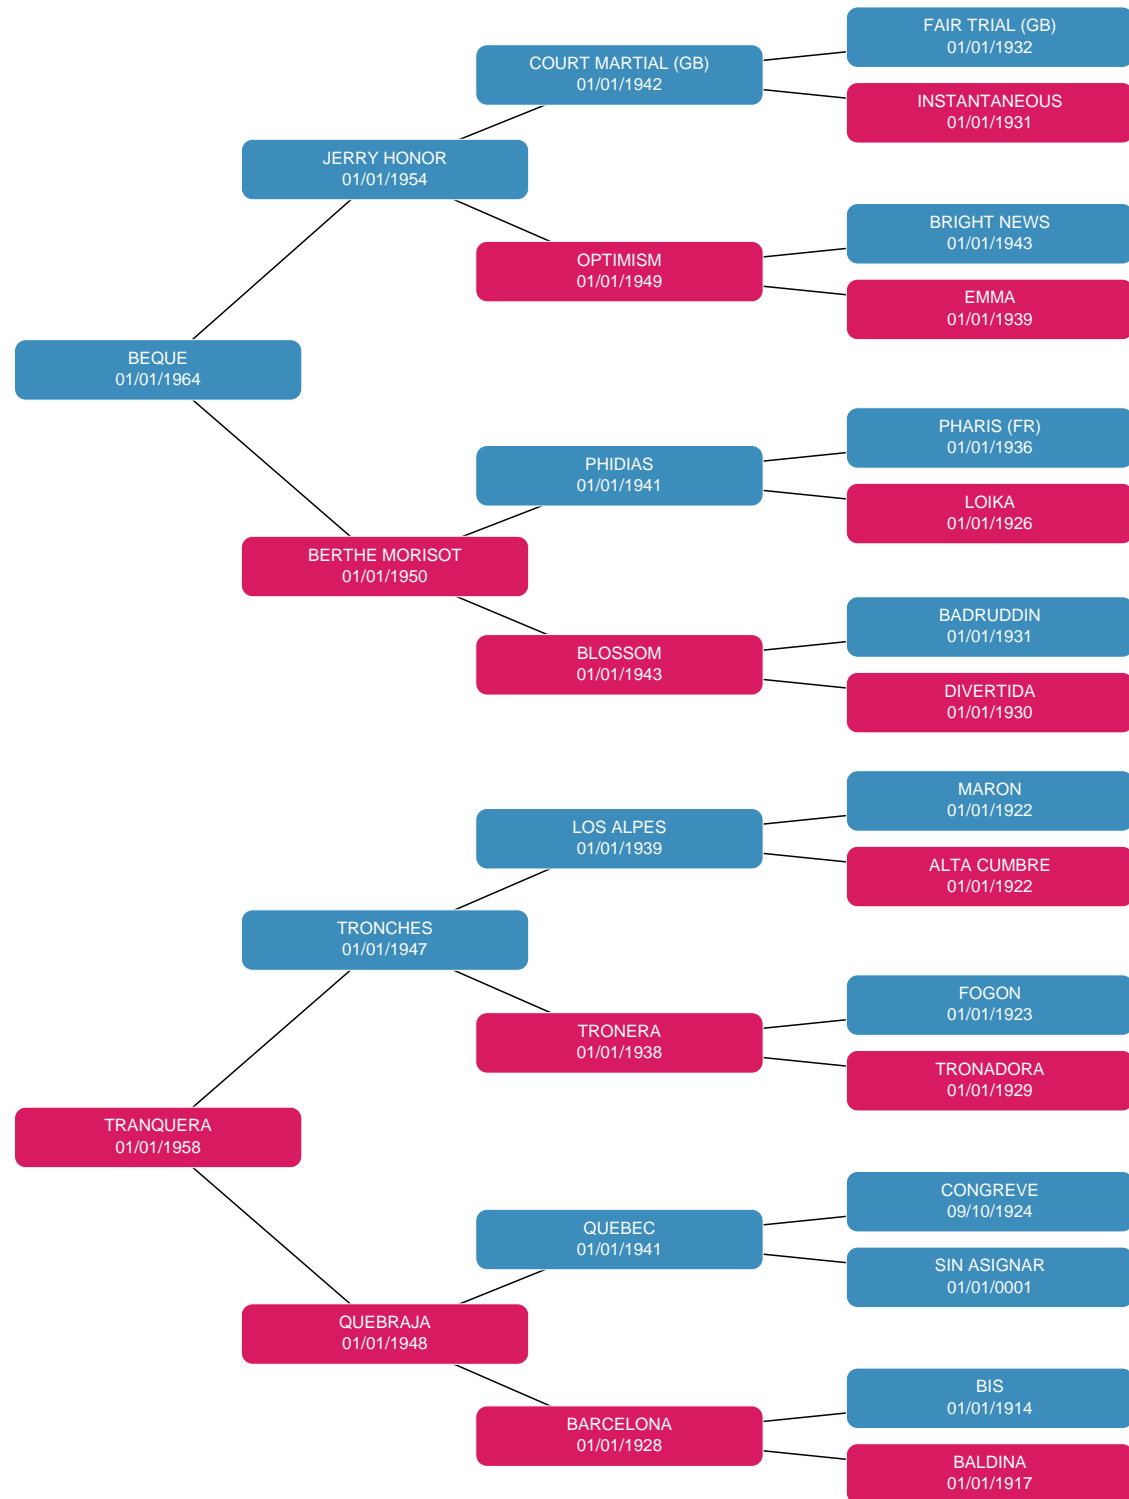 FAIR TRIAL (GB)
01/01/1932
COURT MARTIAL (GB)
01/01/1942
INSTANTANEOUS
01/01/1931
JERRY HONOR
01/01/1954
BRIGHT NEWS
01/01/1943
OPTIMISM
01/01/1949
EMMA
01/01/1939
BEQUE
01/01/1964
PHARIS (FR)
01/01/1936
PHIDIAS
01/01/1941
LOIKA
01/01/1926
BERTHE MORISOT
01/01/1950
BADRUDDIN
01/01/1931
BLOSSOM
01/01/1943
DIVERTIDA
01/01/1930
MARON
01/01/1922
LOS ALPES
01/01/1939
ALTA CUMBRE
01/01/1922
TRONCHES
01/01/1947
FOGON
01/01/1923
TRONERA
01/01/1938
TRONADORA
01/01/1929
TRANQUERA
01/01/1958
CONGREVE
09/10/1924
QUEBEC
01/01/1941
SIN ASIGNAR
01/01/0001
QUEBRAJA
01/01/1948
BIS
01/01/1914
BARCELONA
01/01/1928
BALDINA
01/01/1917